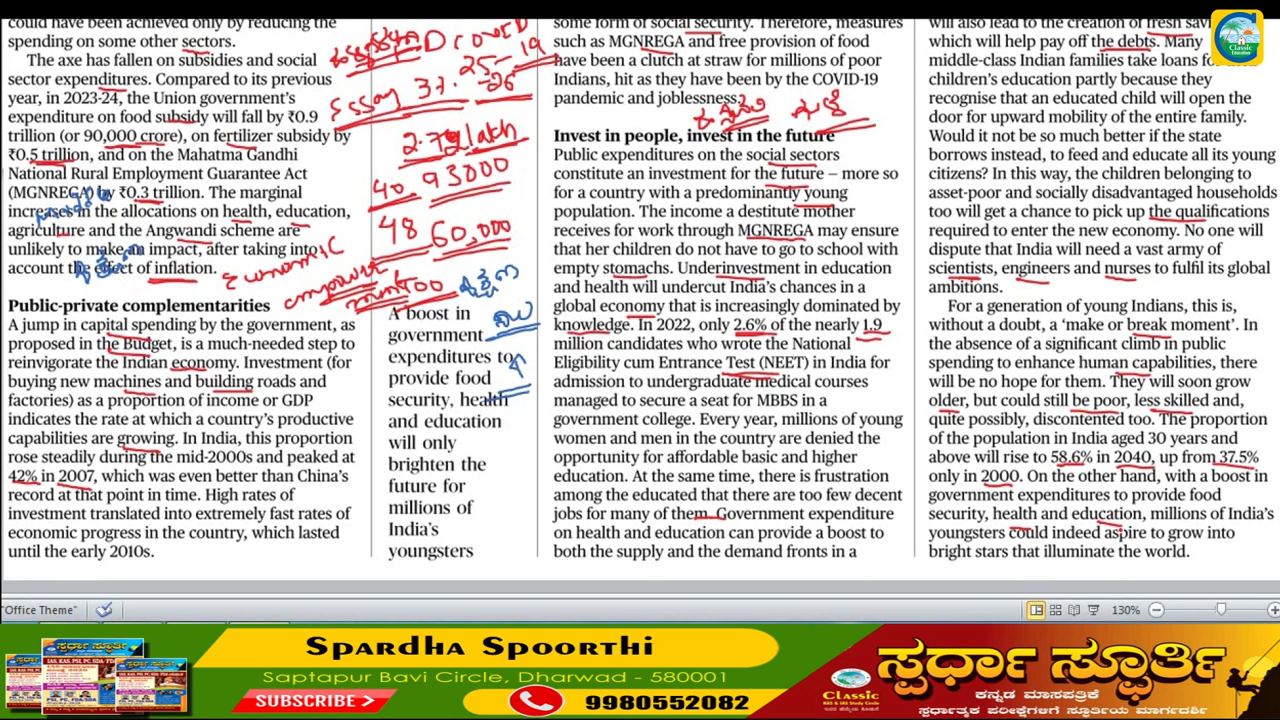 could have been achieved only by reducing the
spending on some other sectors.
The axe has fallen on subsidies and social
sector expenditures. Compared to its previous
year, in 2023-24, the Union government's
expenditure on food subsidy will fall by ₹0.9
trillion (or 90,000 crore), on fertilizer subsidy by
₹0.5 trillion, and on the Mahatma Gandhi
National Rural Employment Guarantee Act
(MGNREGA) by ₹0.3 trillion. The marginal
increases in the allocations on health, education,
agriculture and the Angwandi scheme are
unlikely to make an impact, after taking into
account the effect of inflation.
Public-private complementarities
A jump in capital spending by the government, as
proposed in the Budget, is a much-needed step to
reinvigorate the Indian economy. Investment (for
buying new machines and building roads and
factories) as a proportion of income or GDP
indicates the rate at which a country's productive
capabilities are growing. In India, this proportion
rose steadily during the mid-2000s and peaked at
42% in 2007, which was even better than China's
record at that point in time. High rates of
investment translated into extremely fast rates of
economic progress in the country, which lasted
until the early 2010s.
COVED
19
25-
-26
Essay 37.
lakh
40 93000
48 60,000
Economic
A boost in
government
expenditures to
provide food
security, health
and education
will only
brighten the
future for
millions of
India's
youngsters
some form of social security. Therefore, measures
such as MGNREGA and free provision of food
have been a clutch at straw for millions of poor
Indians, hit as they have been by the COVID-19
pandemic and joblessness.
Invest in people, invest in the future
Public expenditures on the social sectors
constitute an investment for the future — more so
for a country with a predominantly young
population. The income a destitute mother
receives for work through MGNREGA may ensure
that her children do not have to go to school with
empty stomachs. Underinvestment in education
and health will undercut India's chances in a
global economy that is increasingly dominated by
knowledge. In 2022, only 2.6% of the nearly 1.9
million candidates who wrote the National
Eligibility cum Entrance Test (NEET) in India for
admission to undergraduate medical courses
managed to secure a seat for MBBS in a
government college. Every year, millions of young
women and men in the country are denied the
opportunity for affordable basic and higher
education. At the same time, there is frustration
among the educated that there are too few decent
jobs for many of them. Government expenditure
on health and education can provide a boost to
both the supply and the demand fronts in a
will also lead to the creation of fresh
which will help pay off the debts. Many
middle-class Indian families take loans for their
children's education partly because they
recognise that an educated child will open the
door for upward mobility of the entire family.
Would it not be so much better if the state
borrows instead, to feed and educate all its young
citizens? In this way, the children belonging to
asset-poor and socially disadvantaged households
too will get a chance to pick up the qualifications
required to enter the new economy. No one will
dispute that India will need a vast army of
scientists, engineers and nurses to fulfil its global
ambitions.
For a generation of young Indians, this is,
without a doubt, a 'make or break moment'. In
the absence of a significant climb in public
spending to enhance human capabilities, there
will be no hope for them. They will soon grow
older, but could still be poor, less skilled and,
quite possibly, discontented too. The proportion
of the population in India aged 30 years and
above will rise to 58.6% in 2040, up from 37.5%
only in 2000. On the other hand, with a boost in
government expenditures to provide food
security, health and education, millions of India's
youngsters could indeed aspire to grow into
bright stars that illuminate the world.
Classic
Education
"Office Theme"
130%
Spardha Spoorthi
Saptapur Bavi Circle, Dharwad - 580001
SUBSCRIBE
9980552082
Classic
ಸ್ಪರ್ಧಾ ಸ್ಫೂರ್ತಿ
ಕನ್ನಡ ಮಾಸಪತ್ರಿಕೆ
ಸ್ಪರ್ಧಾತ್ಮಕ ಪರೀಕ್ಷೆಗಳಿಗೆ ಸ್ಫೂರ್ತಿಯ ಮಾರ್ಗದರ್ಶಿ